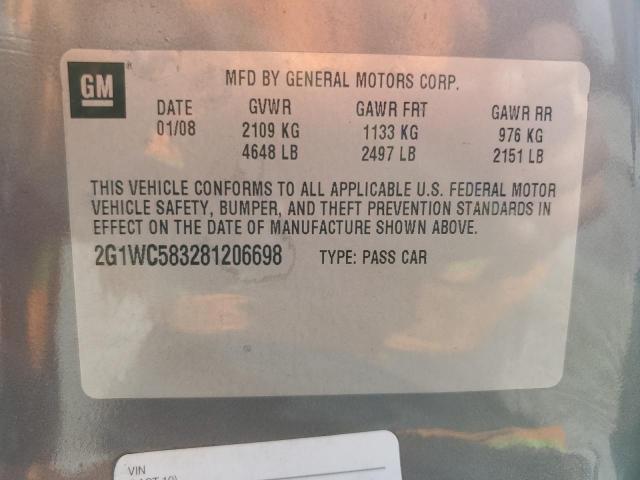 GM
MFD BY GENERAL MOTORS CORP.
DATE GVWR GAWR FRT GAWR RR
01/08 2109 KG 1133 KG 976 KG
4648 LB 2497 LB 2151 LB
THIS VEHICLE CONFORMS TO ALL APPLICABLE U.S. FEDERAL MOTOR
VEHICLE SAFETY, BUMPER, AND THEFT PREVENTION STANDARDS IN
EFFECT ON THE DATE OF MANUFACTURE SHOWN ABOVE.
2G1WC583281206698 TYPE: PASS CAR
VIN